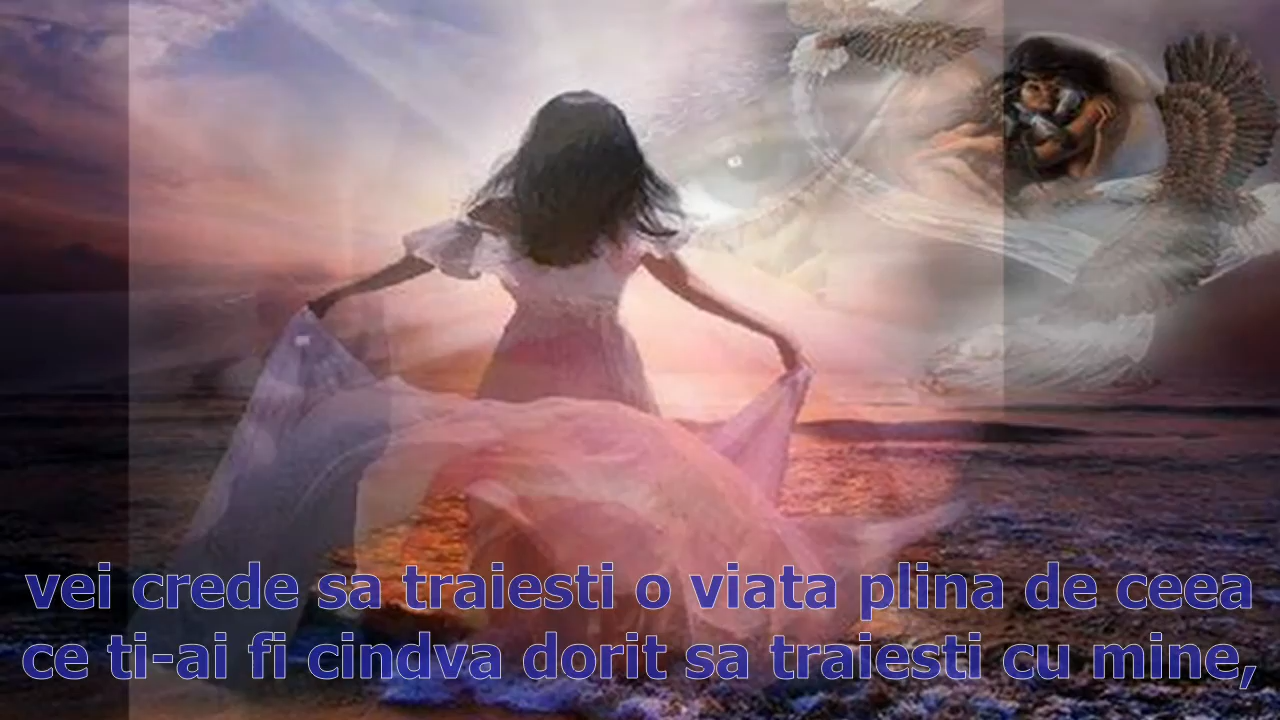 vei crede sa traiesti o viata plina de ceea
ce ti-ai fi cindva dorit sa traiesti cu mine,